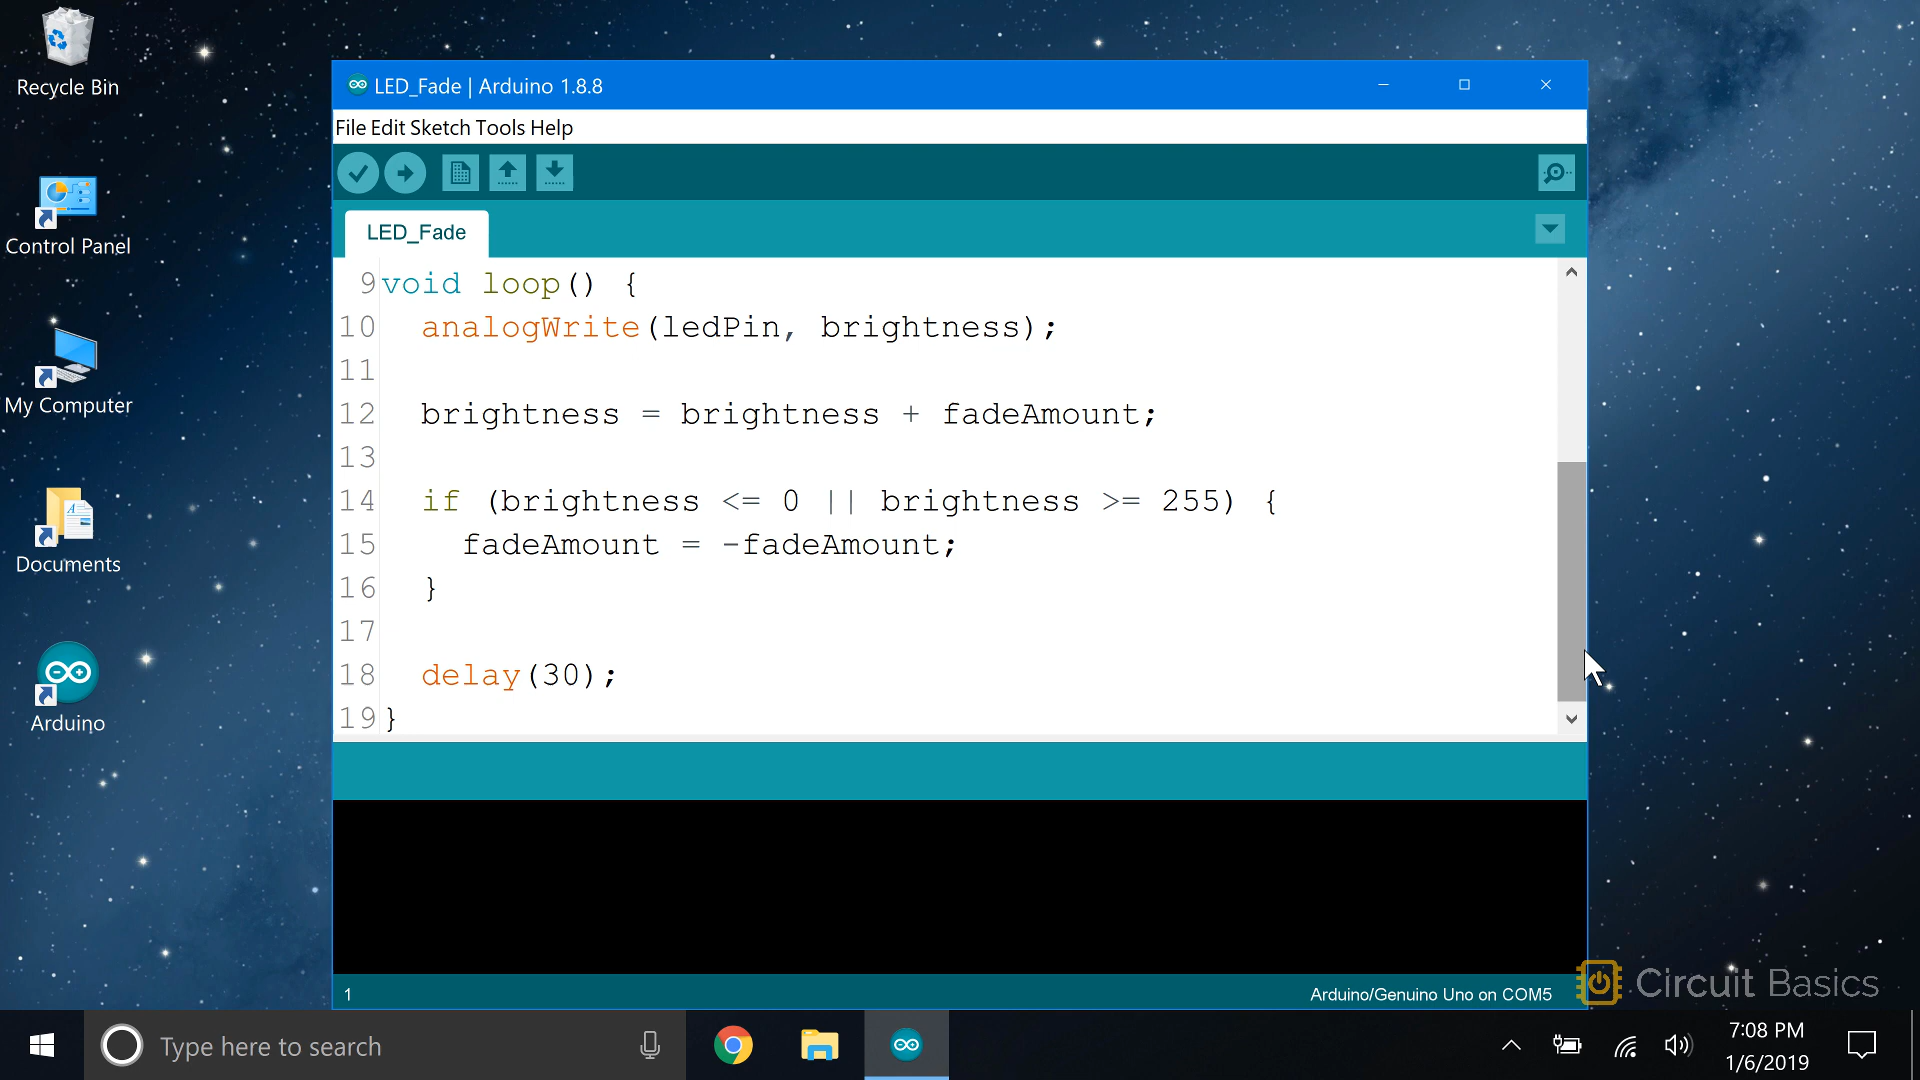 Recycle Bin
Control Panel
My Computer
Documents
Arduino
LED_Fade | Arduino 1.8.8
File Edit Sketch Tools Help
LED_Fade
9 void loop() {
10 analogWrite(ledPin, brightness);
11
12 brightness = brightness + fadeAmount;
13
14 if (brightness <= 0 || brightness >= 255) {
15 fadeAmount = -fadeAmount;
16 }
17
18 delay(30);
19 }
1
Arduino/Genuino Uno on COM5
Circuit Basics
Type here to search
7:08 PM
1/6/2019